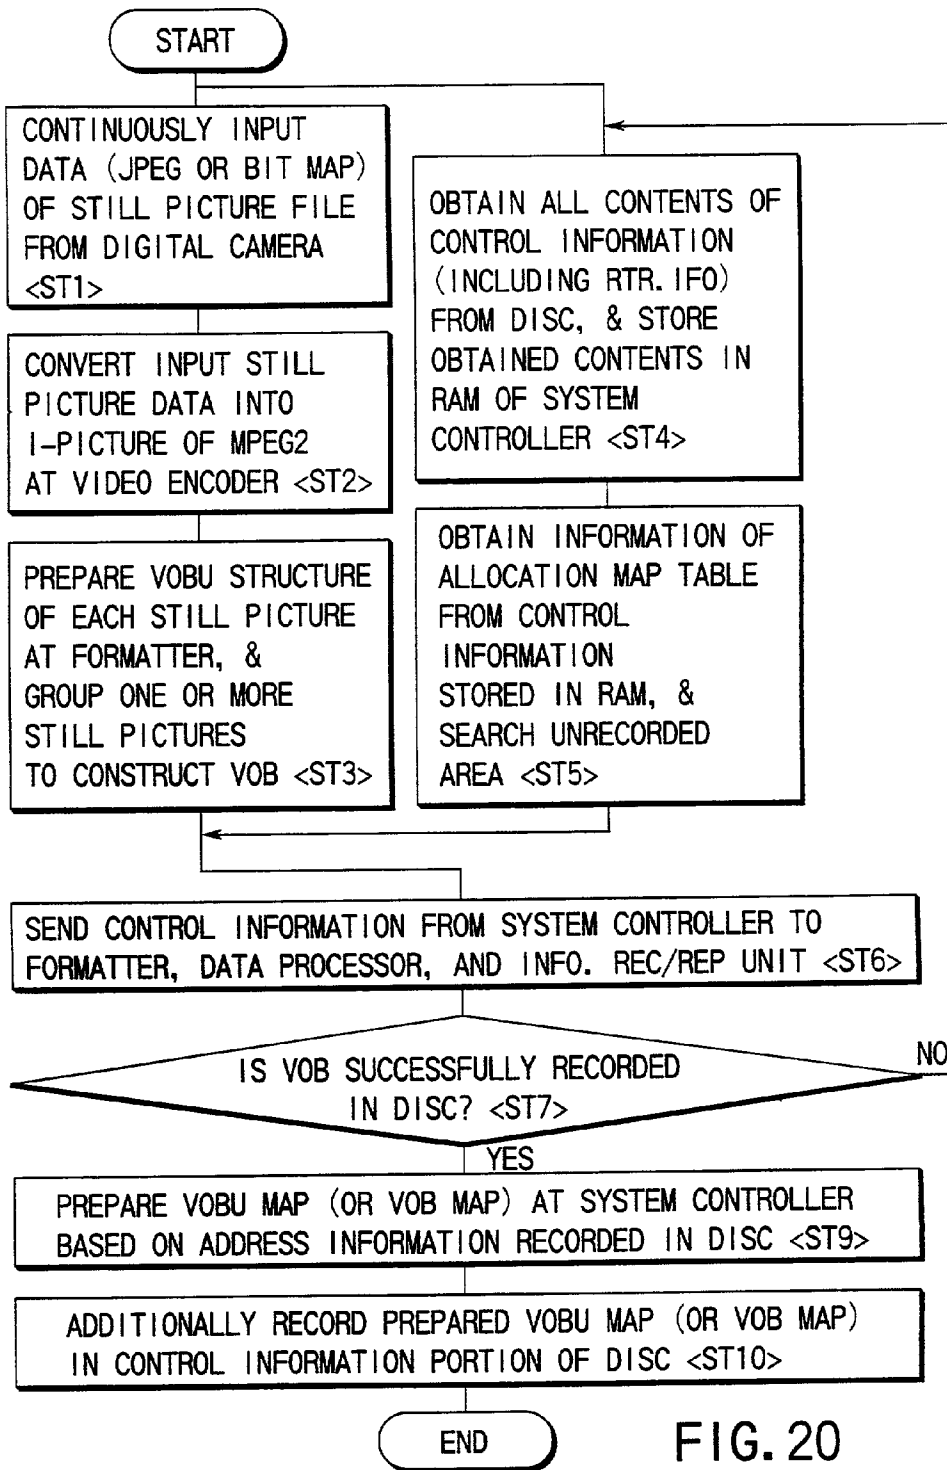 START
CONTINUOUSLY INPUT
DATA (JPEG OR BIT MAP)
OF STILL PICTURE FILE
FROM DIGITAL CAMERA
<ST1>
CONVERT INPUT STILL
PICTURE DATA INTO
I-PICTURE OF MPEG2
AT VIDEO ENCODER <ST2>
PREPARE VOBU STRUCTURE
OF EACH STILL PICTURE
AT FORMATTER, &
GROUP ONE OR MORE
STILL PICTURES
TO CONSTRUCT VOB <ST3>
OBTAIN ALL CONTENTS OF
CONTROL INFORMATION
(INCLUDING RTR.IFO)
FROM DISC, & STORE
OBTAINED CONTENTS IN
RAM OF SYSTEM
CONTROLLER <ST4>
OBTAIN INFORMATION OF
ALLOCATION MAP TABLE
FROM CONTROL
INFORMATION
STORED IN RAM, &
SEARCH UNRECORDED
AREA <ST5>
SEND CONTROL INFORMATION FROM SYSTEM CONTROLLER TO
FORMATTER, DATA PROCESSOR, AND INFO. REC/REP UNIT <ST6>
IS VOB SUCCESSFULLY RECORDED
IN DISC? <ST7>
NO
YES
PREPARE VOBU MAP (OR VOB MAP) AT SYSTEM CONTROLLER
BASED ON ADDRESS INFORMATION RECORDED IN DISC <ST9>
ADDITIONALLY RECORD PREPARED VOBU MAP (OR VOB MAP)
IN CONTROL INFORMATION PORTION OF DISC <ST10>
END
FIG. 20